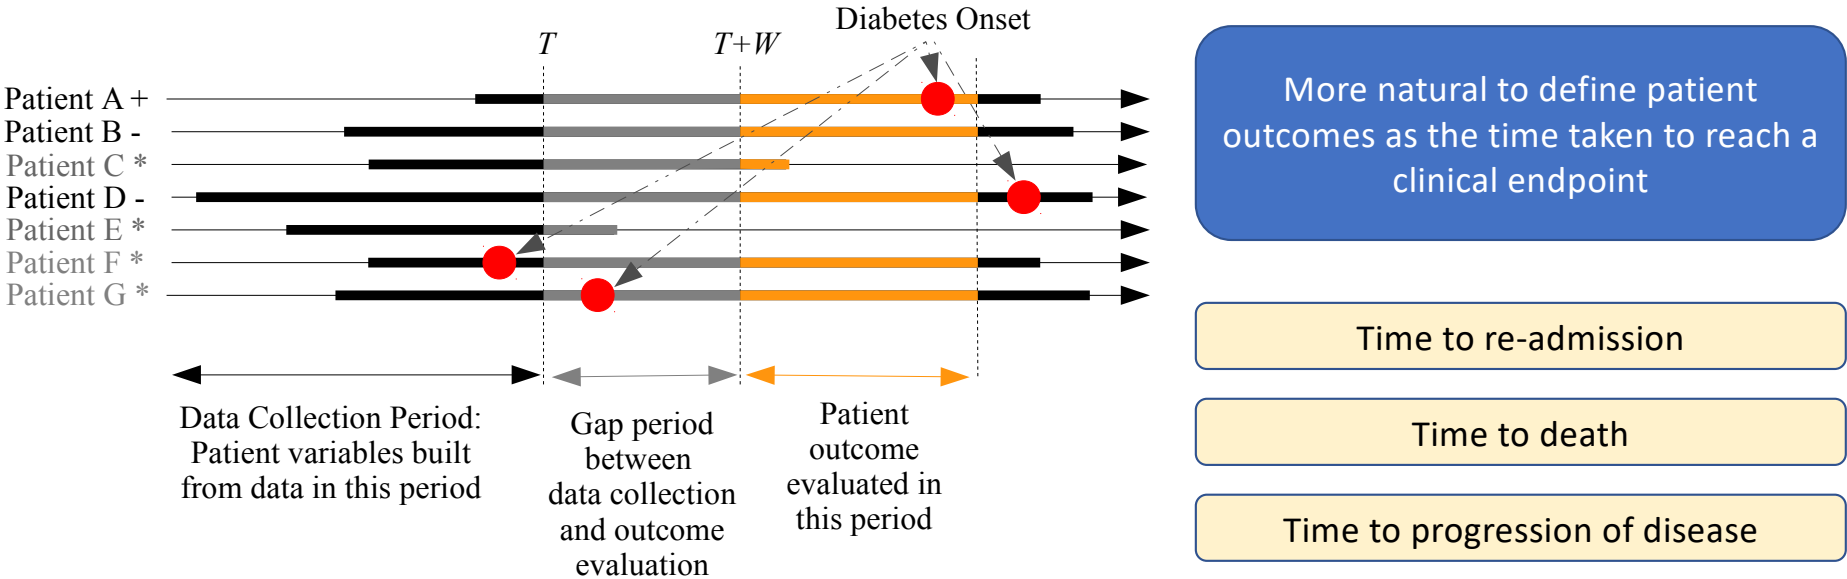 Diabetes Onset
T
T+W
Patient A +
Patient B -
Patient C *
Patient D -
Patient E *
Patient F *
Patient G *
Data Collection Period:
Patient variables built
from data in this period
Gap period
between
data collection
and outcome
evaluation
Patient
outcome
evaluated in
this period
More natural to define patient
outcomes as the time taken to reach a
clinical endpoint
Time to re-admission
Time to death
Time to progression of disease